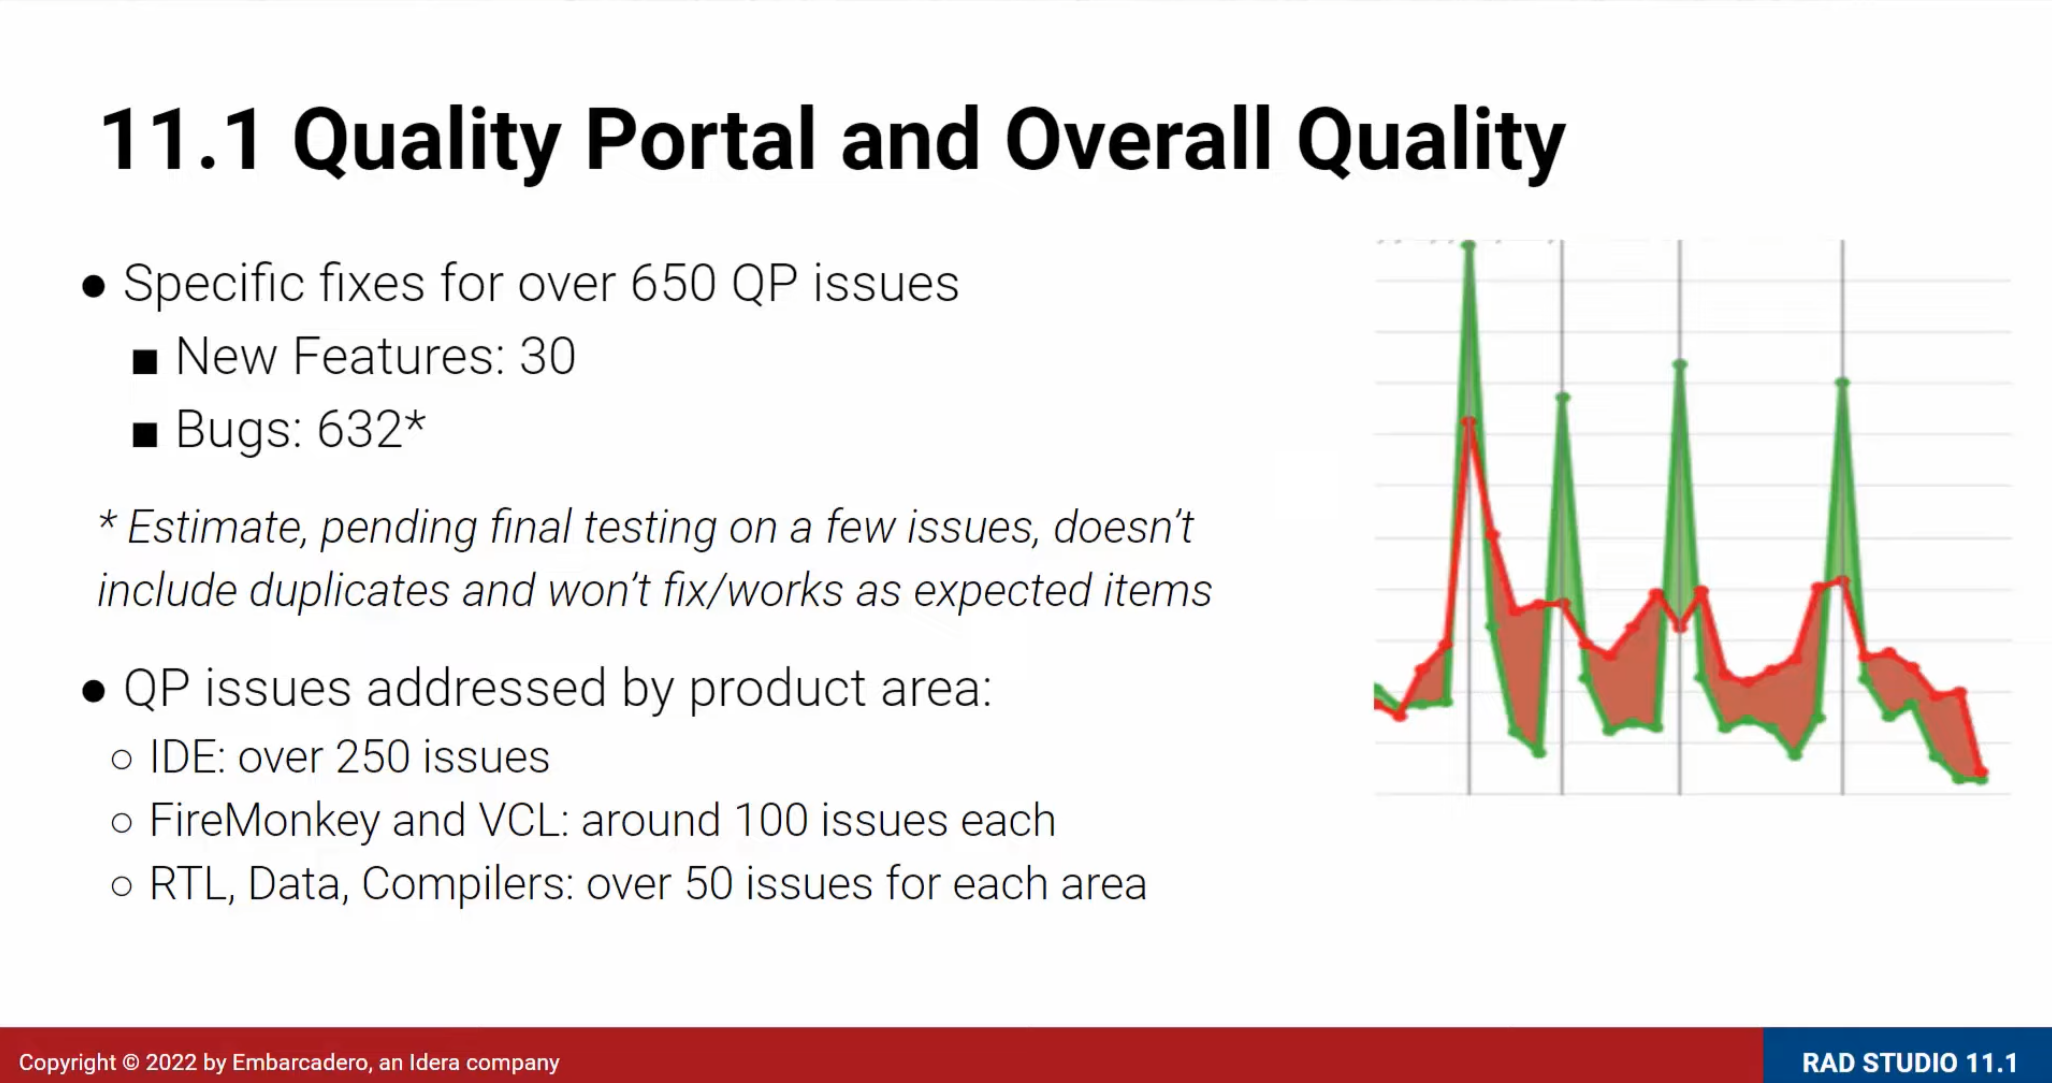 11.1 Quality Portal and Overall Quality
● Specific fixes for over 650 QP issues
■ New Features: 30
■ Bugs: 632*
* Estimate, pending final testing on a few issues, doesn’t
include duplicates and won’t fix/works as expected items
● QP issues addressed by product area:
○ IDE: over 250 issues
○ FireMonkey and VCL: around 100 issues each
○ RTL, Data, Compilers: over 50 issues for each area
Copyright © 2022 by Embarcadero, an Idera company
RAD STUDIO 11.1